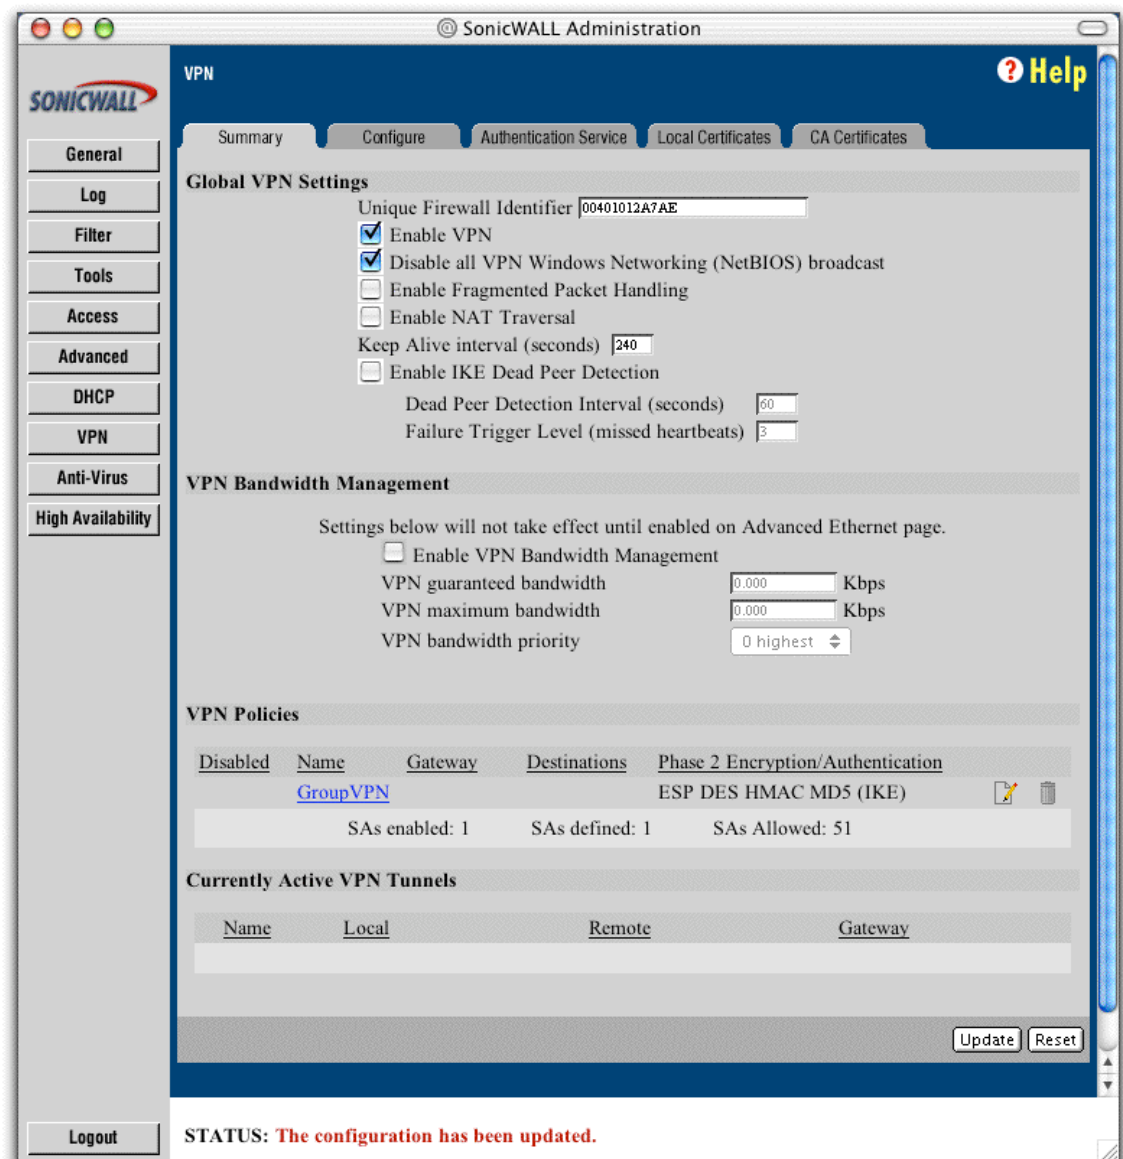 SonicWALL Administration
SONICWALL
VPN
? Help
Summary Configure Authentication Service Local Certificates CA Certificates
General
Log
Filter
Tools
Access
Advanced
DHCP
VPN
Anti-Virus
High Availability
Global VPN Settings
Unique Firewall Identifier 00401012A7AE
Enable VPN
Disable all VPN Windows Networking (NetBIOS) broadcast
Enable Fragmented Packet Handling
Enable NAT Traversal
Keep Alive interval (seconds) 240
Enable IKE Dead Peer Detection
Dead Peer Detection Interval (seconds) 60
Failure Trigger Level (missed heartbeats) 3
VPN Bandwidth Management
Settings below will not take effect until enabled on Advanced Ethernet page.
Enable VPN Bandwidth Management
VPN guaranteed bandwidth 0.000 Kbps
VPN maximum bandwidth 0.000 Kbps
VPN bandwidth priority 0 highest
VPN Policies
Disabled Name Gateway Destinations Phase 2 Encryption/Authentication
GroupVPN ESP DES HMAC MD5 (IKE)
SAs enabled: 1 SAs defined: 1 SAs Allowed: 51
Currently Active VPN Tunnels
Name Local Remote Gateway
Update Reset
Logout
STATUS: The configuration has been updated.